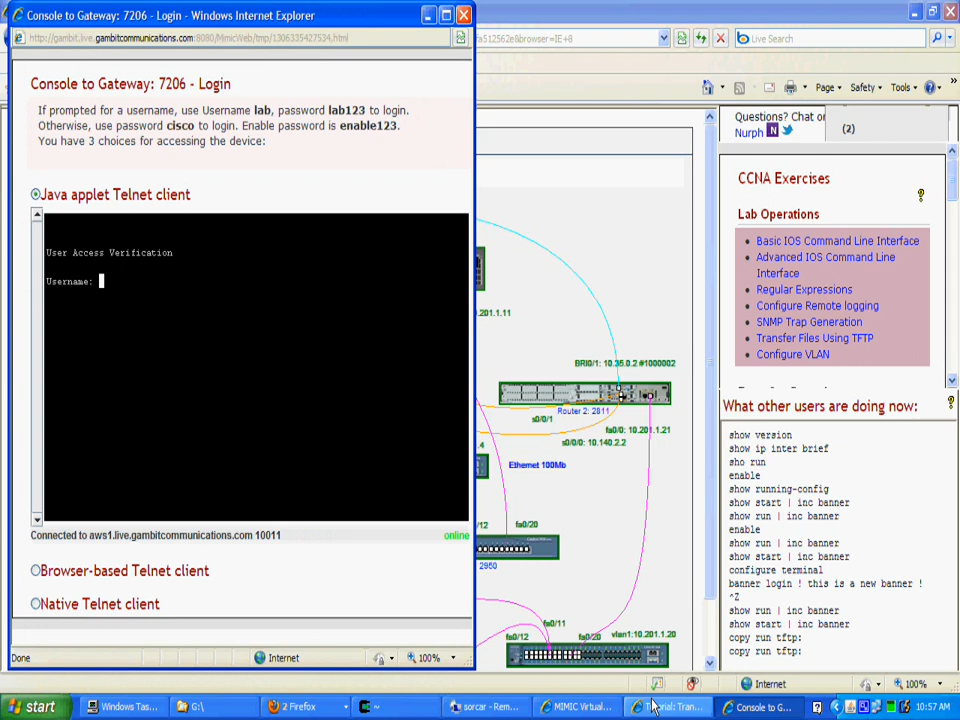 Console to Gateway: 7206 - Login - Windows Internet Explorer
http://gambit.live.gambitcommunications.com:8080/MimicWeb/tmp/1306335427534.html
fa512562e&browser=IE+8
Live Search
Page
Safety
Tools
Console to Gateway: 7206 - Login
If prompted for a username, use Username lab, password lab123 to login.
Otherwise, use password cisco to login. Enable password is enable123.
You have 3 choices for accessing the device:
Java applet Telnet client
User Access Verification
Username:
Connected to aws1.live.gambitcommunications.com 10011
online
Browser-based Telnet client
Native Telnet client
Done
Internet
100%
.201.1.11
BRI0/1: 10.35.0.2 #1000002
Router 2: 2811
s0/0/1
fa0/0: 10.201.1.21
s0/0/0: 10.140.2.2
.4
Ethernet 100Mb
/12
fa0/20
2950
fa0/11
fa0/12
fa0/20
vlan1:10.201.1.20
Questions? Chat or
Nurph
(2)
CCNA Exercises
Lab Operations
Basic IOS Command Line Interface
Advanced IOS Command Line
Interface
Regular Expressions
Configure Remote logging
SNMP Trap Generation
Transfer Files Using TFTP
Configure VLAN
What other users are doing now:
show version
show ip inter brief
sho run
enable
show running-config
show start | inc banner
show run | inc banner
enable
show run | inc banner
show start | inc banner
configure terminal
banner login ! this is a new banner !
^Z
show run | inc banner
show start | inc banner
copy run tftp:
copy run tftp:
Internet
100%
start
Windows Tas...
G:\
2 Firefox
~
sorcar - Rem...
MIMIC Virtual...
Tutorial: Tran...
Console to G...
10:57 AM